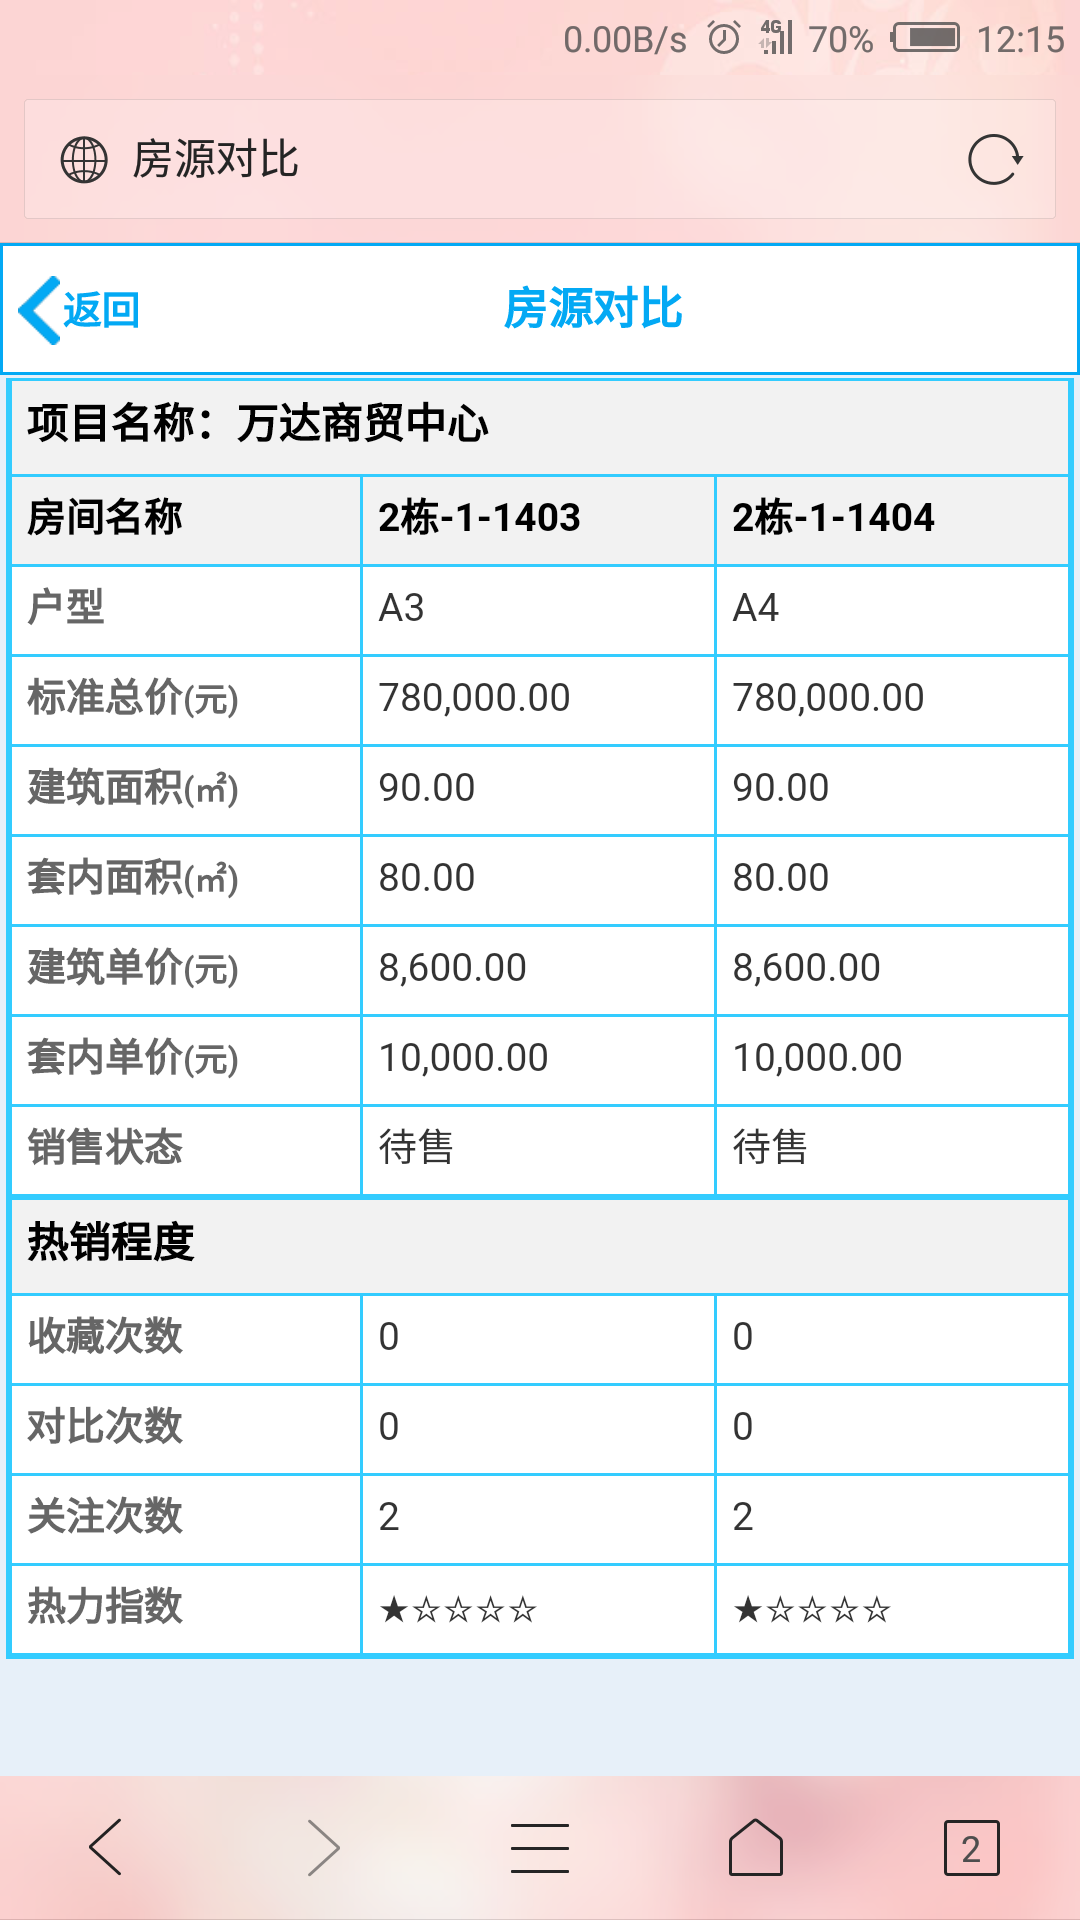 0.00B/s 4G 70% 12:15
房源对比
返回 房源对比
项目名称：万达商贸中心
房间名称 2栋-1-1403 2栋-1-1404
户型 A3 A4
标准总价(元) 780,000.00 780,000.00
建筑面积(㎡) 90.00 90.00
套内面积(㎡) 80.00 80.00
建筑单价(元) 8,600.00 8,600.00
套内单价(元) 10,000.00 10,000.00
销售状态 待售 待售
热销程度
收藏次数 0 0
对比次数 0 0
关注次数 2 2
热力指数 ★☆☆☆☆ ★☆☆☆☆
2